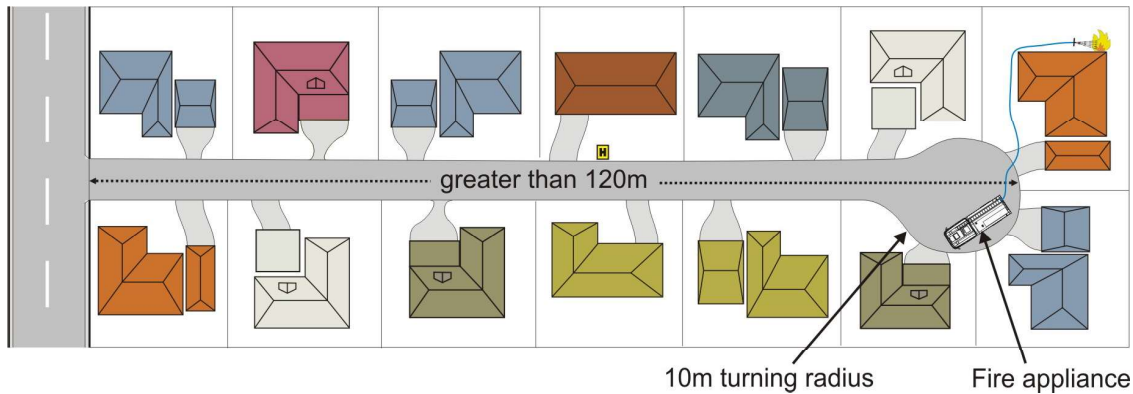 H
greater than 120m
10m turning radius
Fire appliance